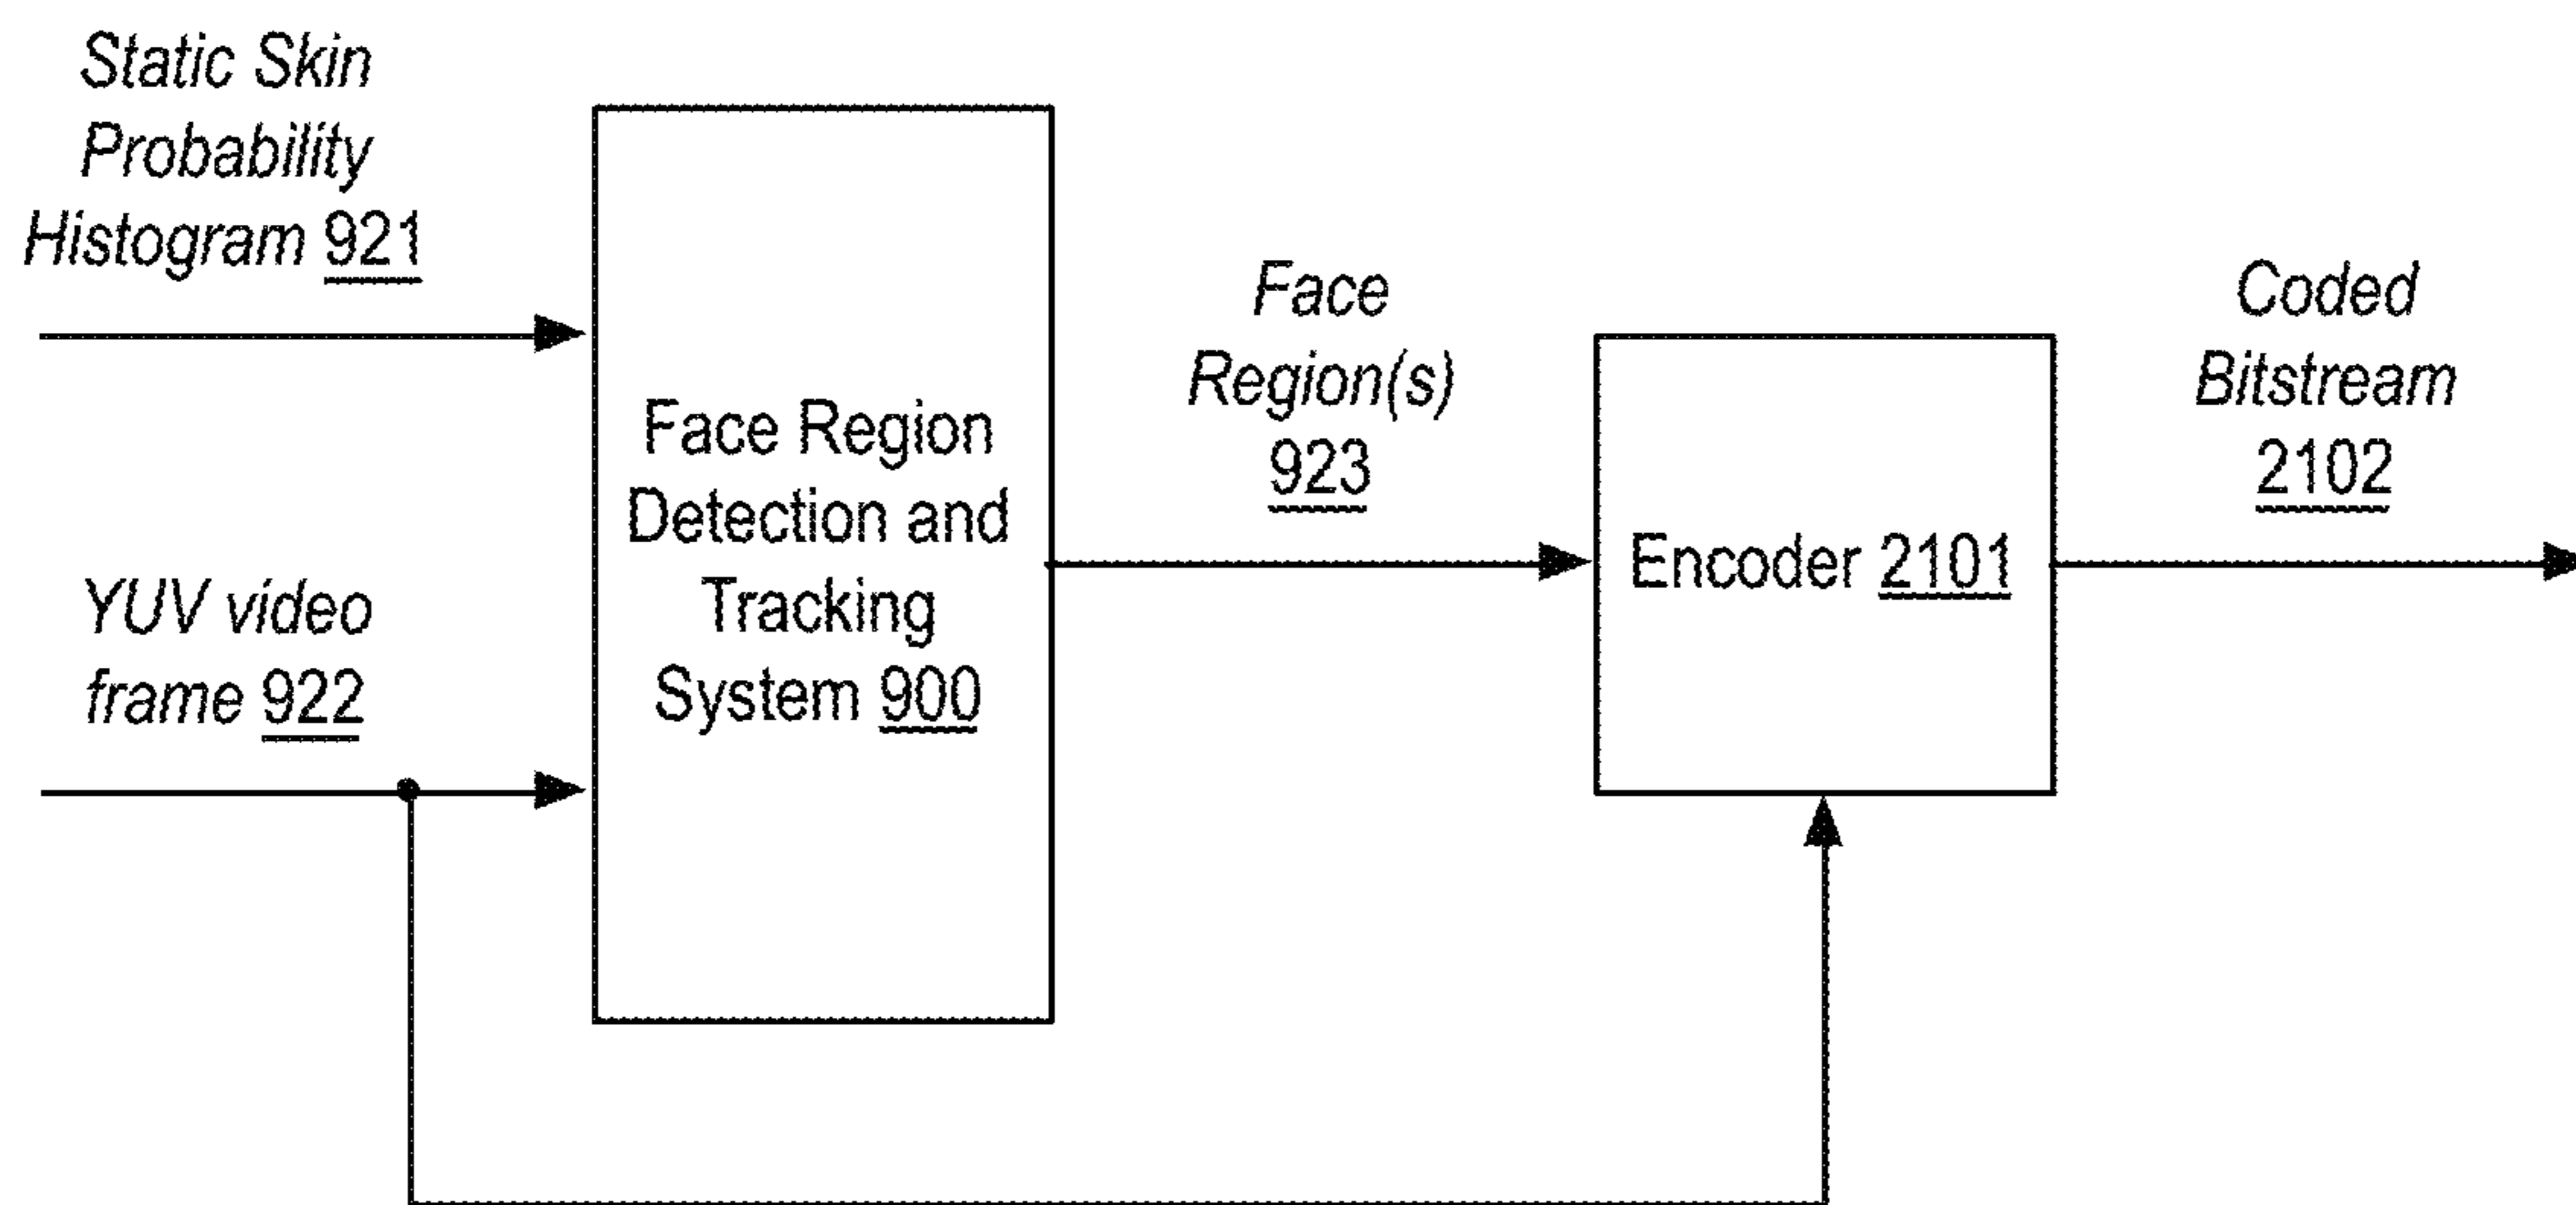 Static Skin
Probability
Histogram 921
YUV video
frame 922
Face Region
Detection and
Tracking
System 900
Face
Region(s)
923
Encoder 2101
Coded
Bitstream
2102